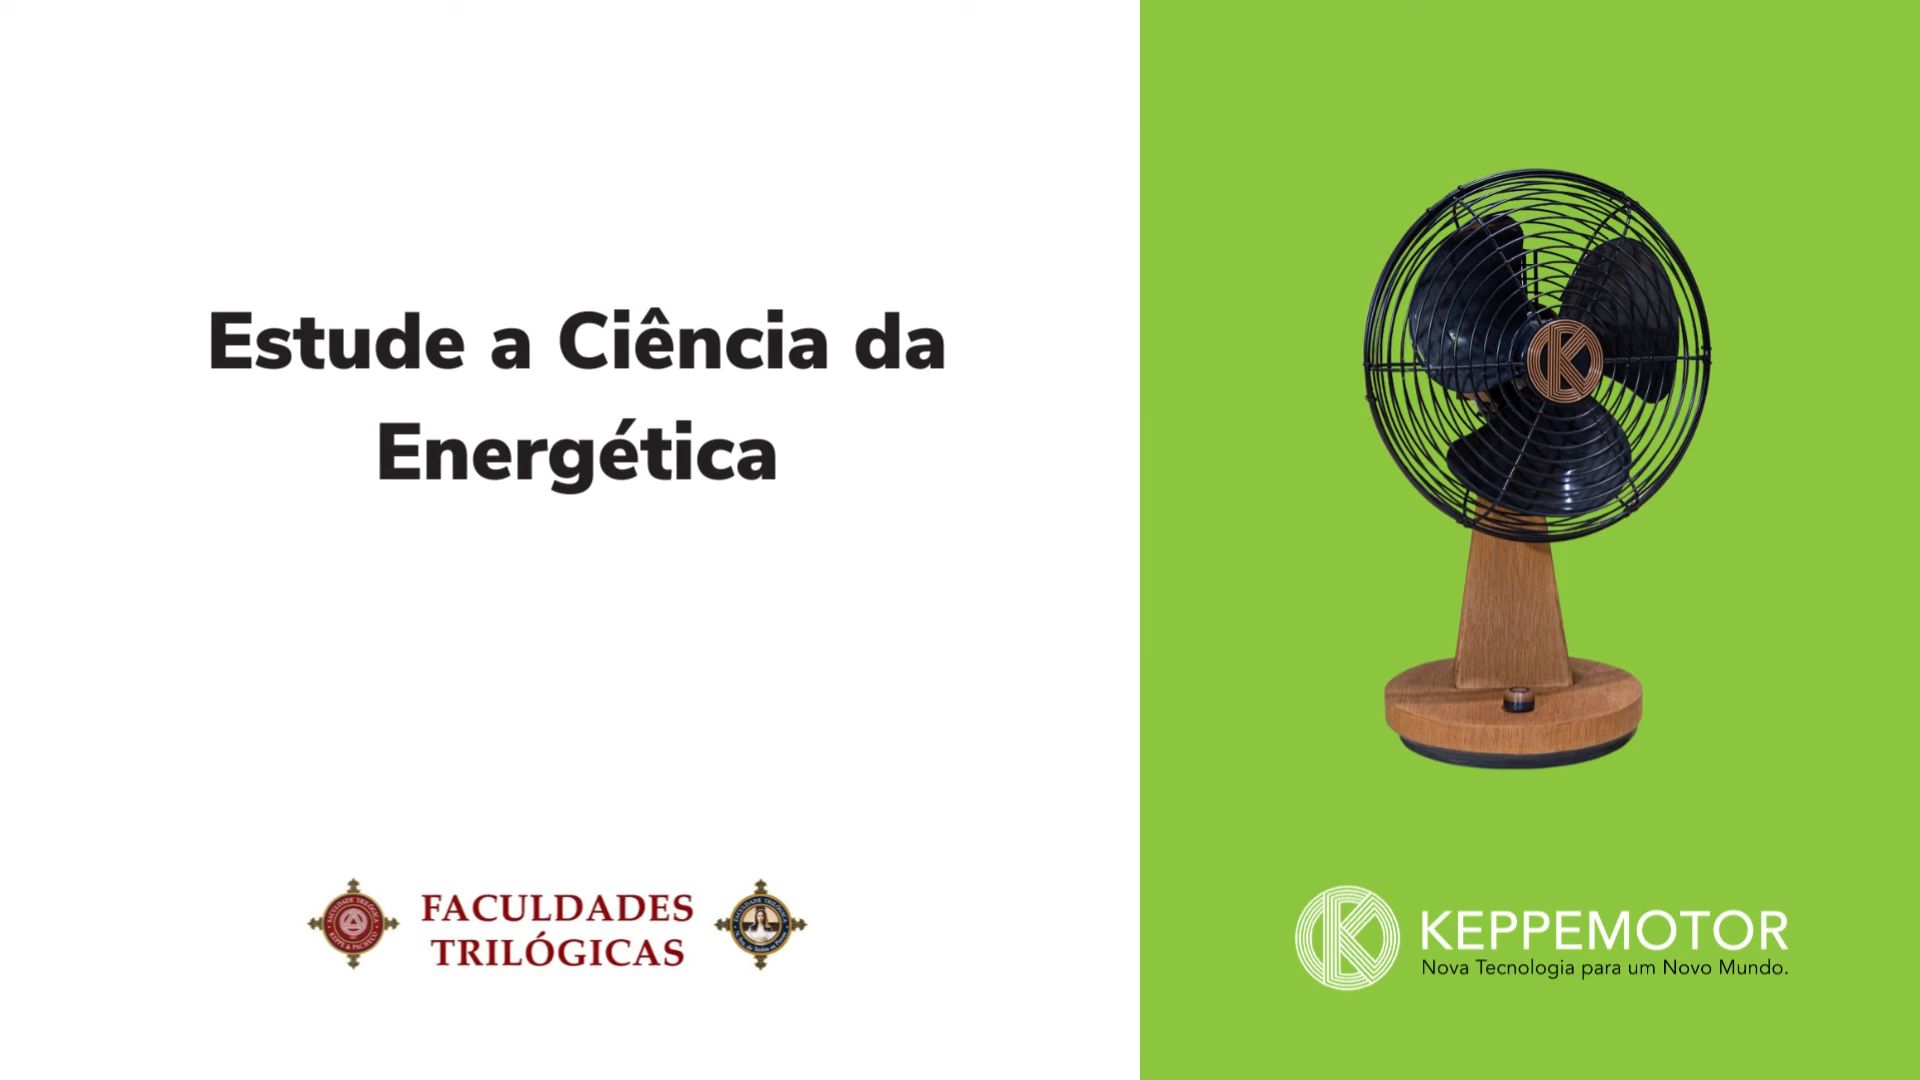 Estude a Ciência da
Energética
FACULDADES
TRILÓGICAS
KEPPEMOTOR
Nova Tecnologia para um Novo Mundo.